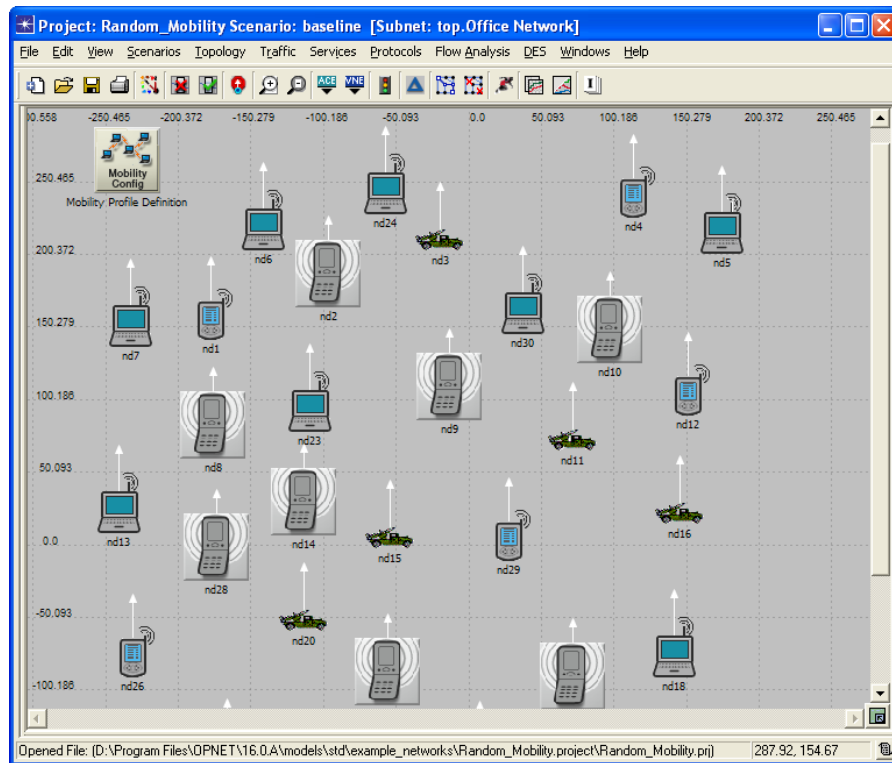 Project: Random_Mobility Scenario: baseline [Subnet: top.Office Network]
File Edit View Scenarios Topology Traffic Services Protocols Flow Analysis DES Windows Help
ACE VNE
00.558 -250.465 -200.372 -150.279 -100.186 -50.093 0.0 50.093 100.186 150.279 200.372 250.465
Mobility
Config
Mobility Profile Definition
250.465
nd24
nd4
nd6
nd3
nd5
200.372
nd2
150.279
nd7
nd1
nd30
nd10
100.186
nd9
nd12
nd23
nd8
nd11
50.093
nd13
nd14
nd15
nd29
nd16
0.0
nd28
-50.093
nd20
nd26
nd18
-100.186
Opened File: (D:\Program Files\OPNET\16.0.A\models\std\example_networks\Random_Mobility.project\Random_Mobility.prj) 287.92, 154.67